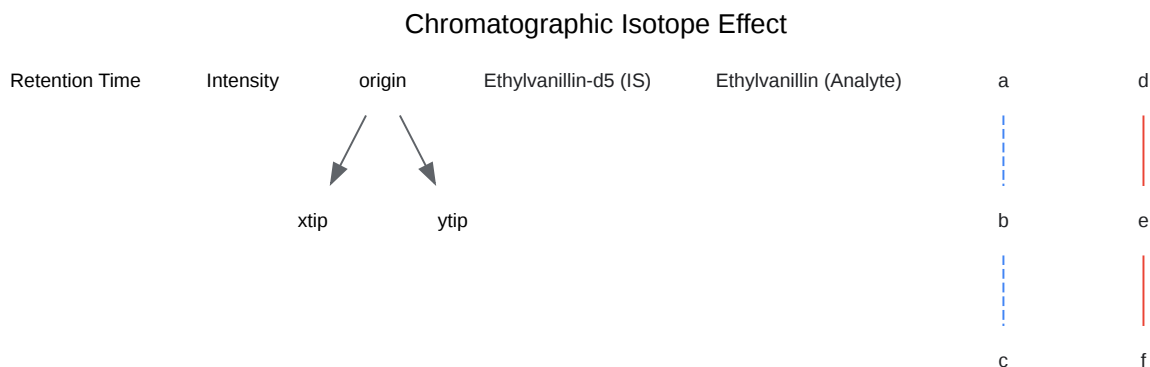 Chromatographic Isotope Effect
Retention Time Intensity origin Ethylvanillin-d5 (IS) Ethylvanillin (Analyte) a d
xtip ytip b e
c f